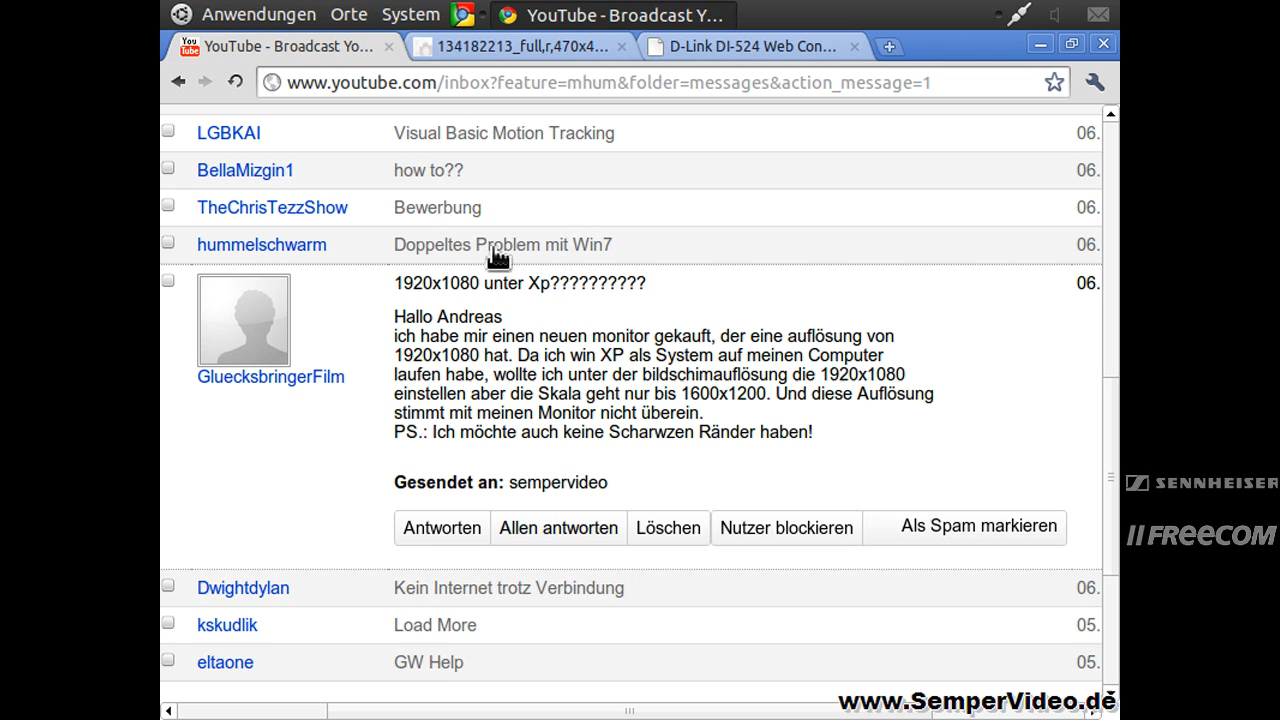 Anwendungen Orte System YouTube - Broadcast Y...
You Tube YouTube - Broadcast Yo... 134182213_full,r,470x4... D-Link DI-524 Web Con...
www.youtube.com/inbox?feature=mhum&folder=messages&action_message=1
LGBKAI Visual Basic Motion Tracking 06.
BellaMizgin1 how to?? 06.
TheChrisTezzShow Bewerbung 06.
hummelschwarm Doppeltes Problem mit Win7 06.
1920x1080 unter Xp?????????? 06.
Hallo Andreas
ich habe mir einen neuen monitor gekauft, der eine auflösung von
1920x1080 hat. Da ich win XP als System auf meinen Computer
laufen habe, wollte ich unter der bildschimauflösung die 1920x1080
einstellen aber die Skala geht nur bis 1600x1200. Und diese Auflösung
stimmt mit meinen Monitor nicht überein.
PS.: Ich möchte auch keine Scharwzen Ränder haben!
GluecksbringerFilm
Gesendet an: sempervideo
Antworten Allen antworten Löschen Nutzer blockieren Als Spam markieren
Dwightdylan Kein Internet trotz Verbindung 06.
kskudlik Load More 05.
eltaone GW Help 05.
SENNHEISER
FREECOM
www.SemperVideo.de